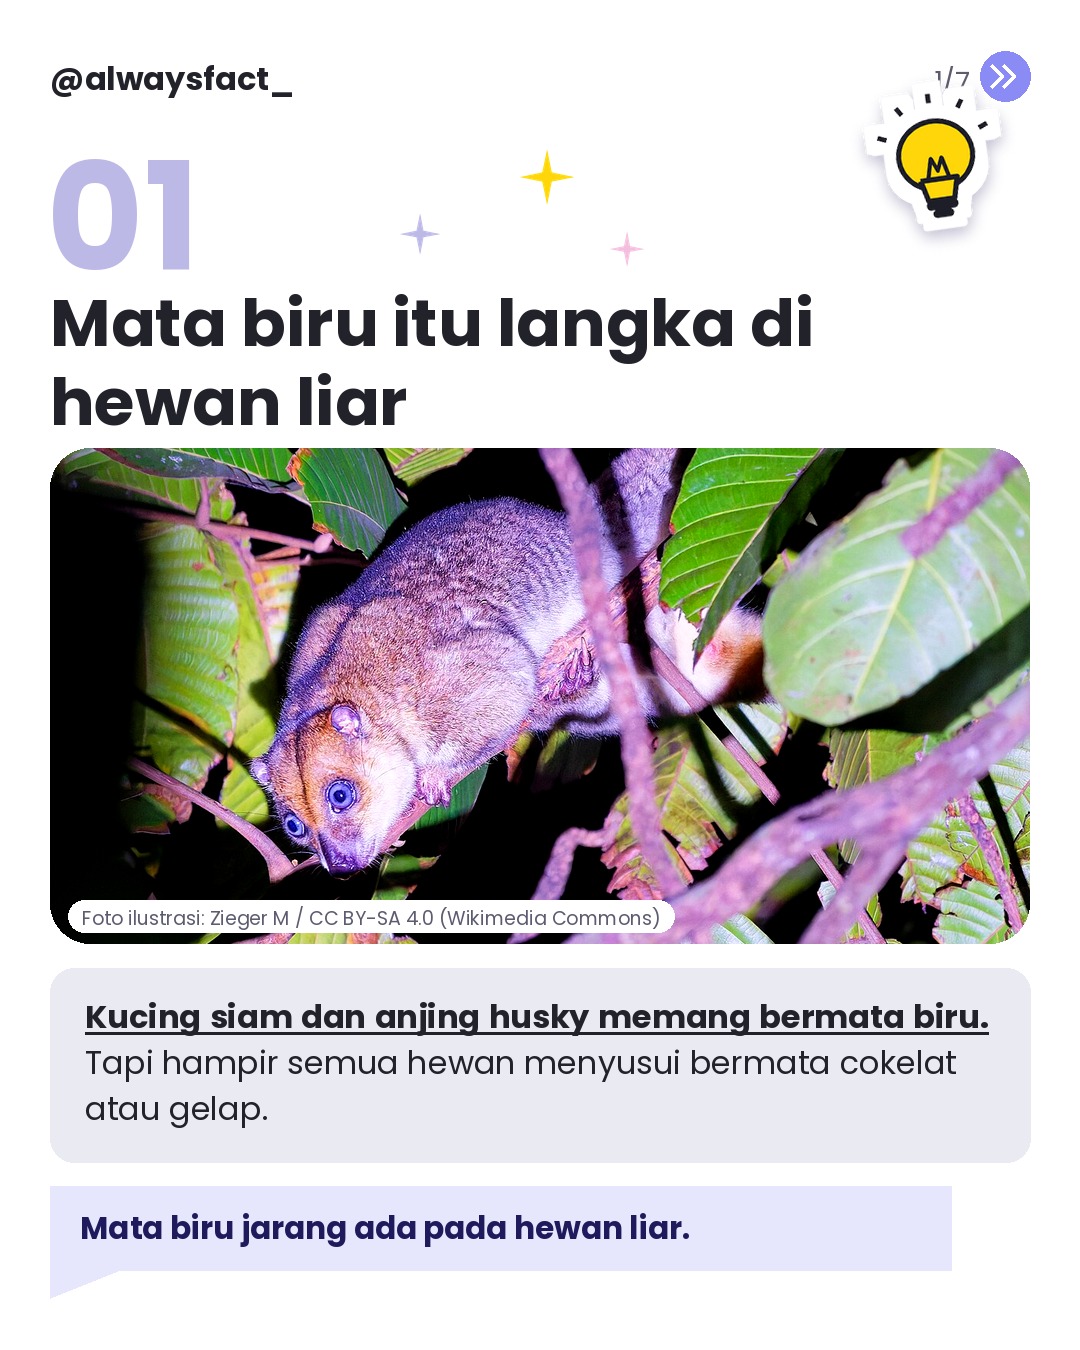 @alwaysfact_
1/7
01
Mata biru itu langka di
hewan liar
Foto ilustrasi: Zieger M / CC BY-SA 4.0 (Wikimedia Commons)
Kucing siam dan anjing husky memang bermata biru.
Tapi hampir semua hewan menyusui bermata cokelat
atau gelap.
Mata biru jarang ada pada hewan liar.